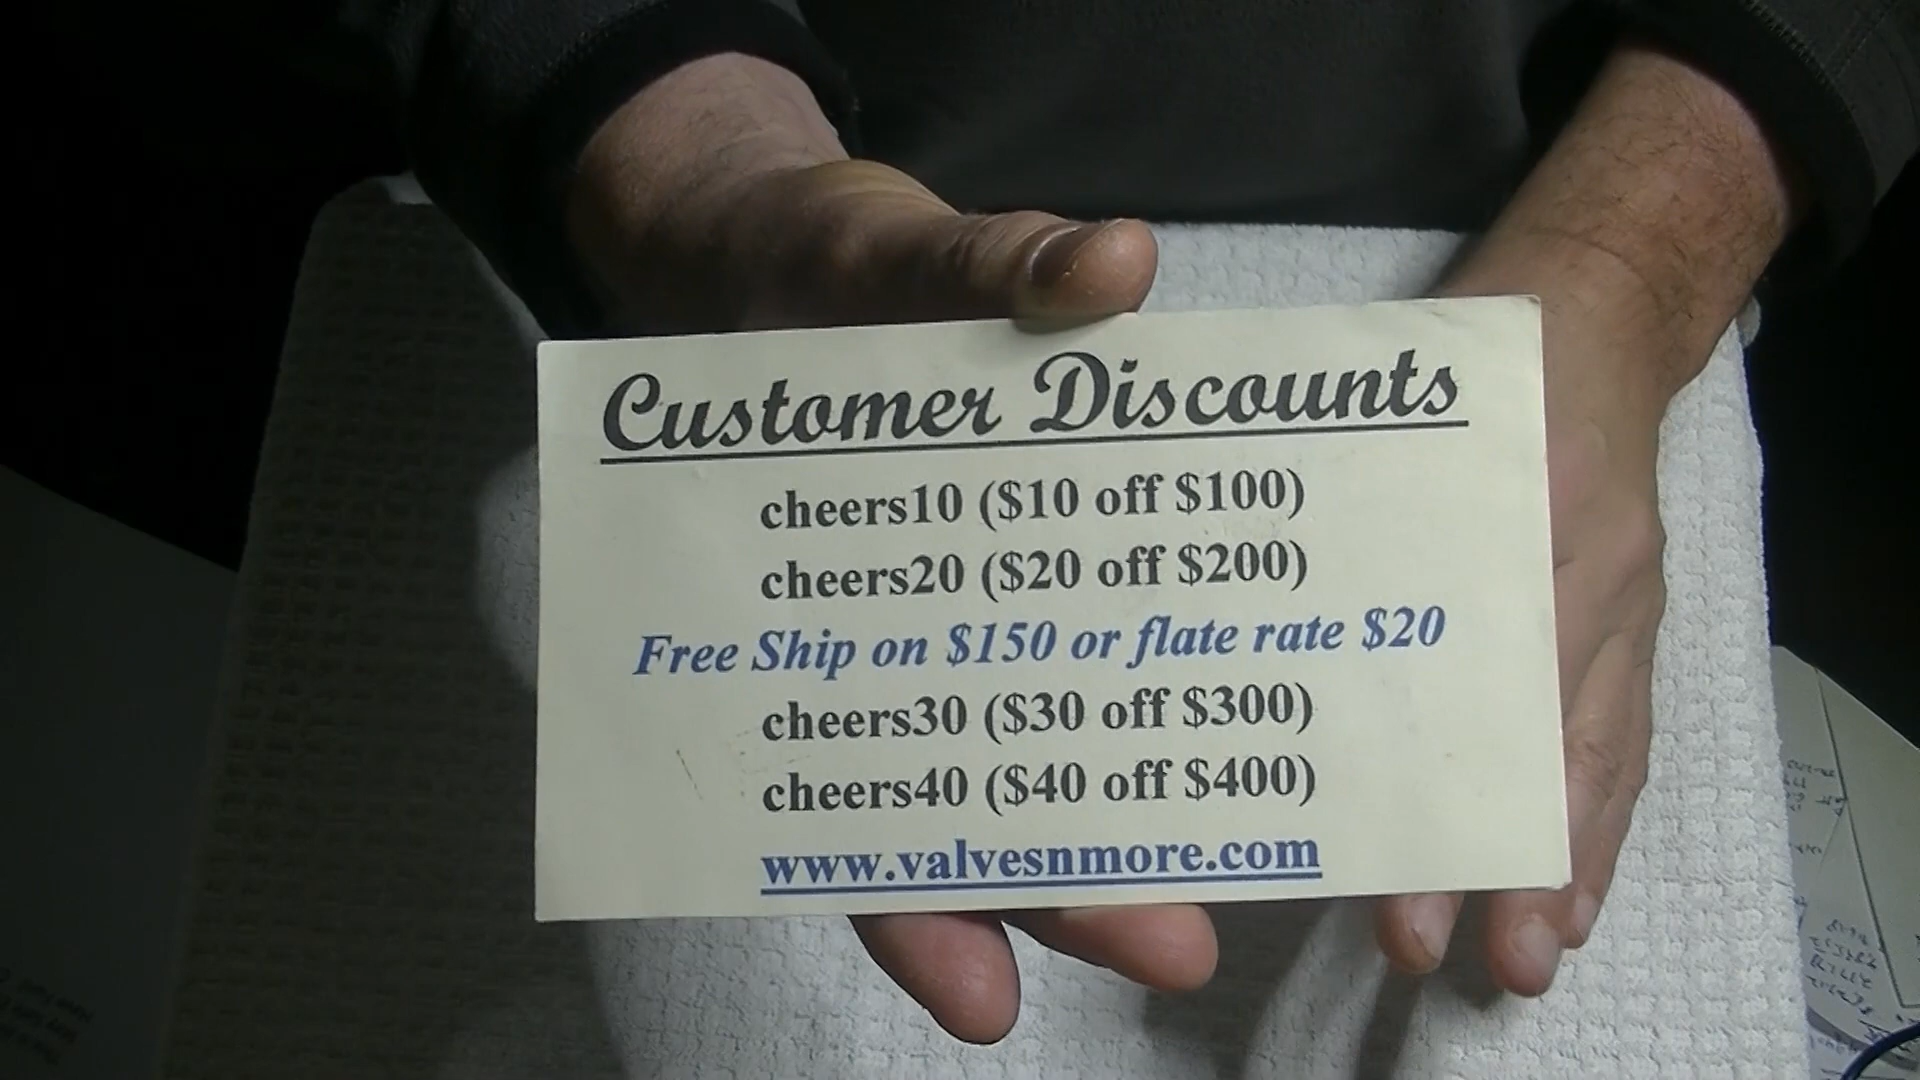 Customer Discounts
cheers10 ($10 off $100)
cheers20 ($20 off $200)
Free Ship on $150 or flate rate $20
cheers30 ($30 off $300)
cheers40 ($40 off $400)
www.valvesnmore.com